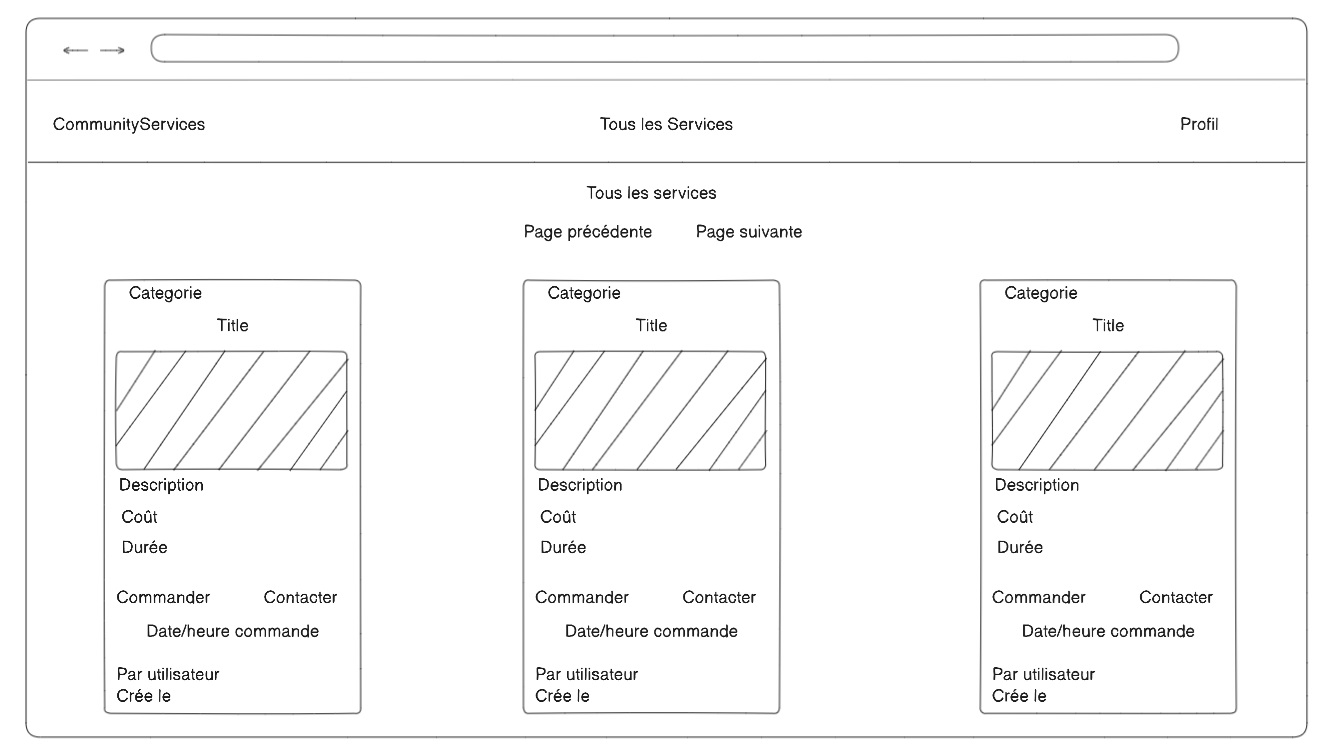 CommunityServices Tous les Services Profil
Tous les services
Page précédente Page suivante
Categorie
Title
Description
Coût
Durée
Commander Contacter
Date/heure commande
Par utilisateur
Crée le
Categorie
Title
Description
Coût
Durée
Commander Contacter
Date/heure commande
Par utilisateur
Crée le
Categorie
Title
Description
Coût
Durée
Commander Contacter
Date/heure commande
Par utilisateur
Crée le